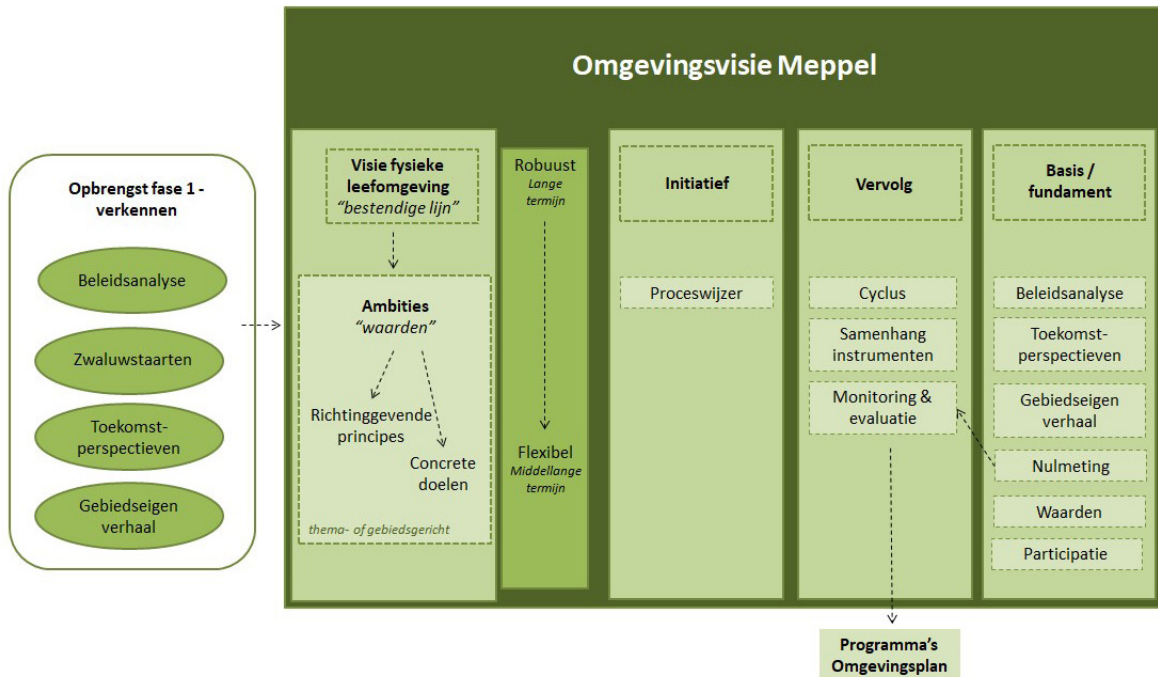 Omgevingsvisie Meppel
Opbrengst fase 1 -
verkennen
Beleidsanalyse
Zwaluwstaarten
Toekomst-
perspectieven
Gebiedseigen
verhaal
Visie fysieke
leefomgeving
“bestendige lijn”
Ambities
“waarden”
Richtinggevende
principes
Concrete
doelen
thema- of gebiedsgericht
Robuust
Lange
termijn
Flexibel
Middellange
termijn
Initiatief
Proceswijzer
Vervolg
Cyclus
Samenhang
instrumenten
Monitoring &
evaluatie
Basis /
fundament
Beleidsanalyse
Toekomst-
perspectieven
Gebiedseigen
verhaal
Nulmeting
Waarden
Participatie
Programma’s
Omgevingsplan